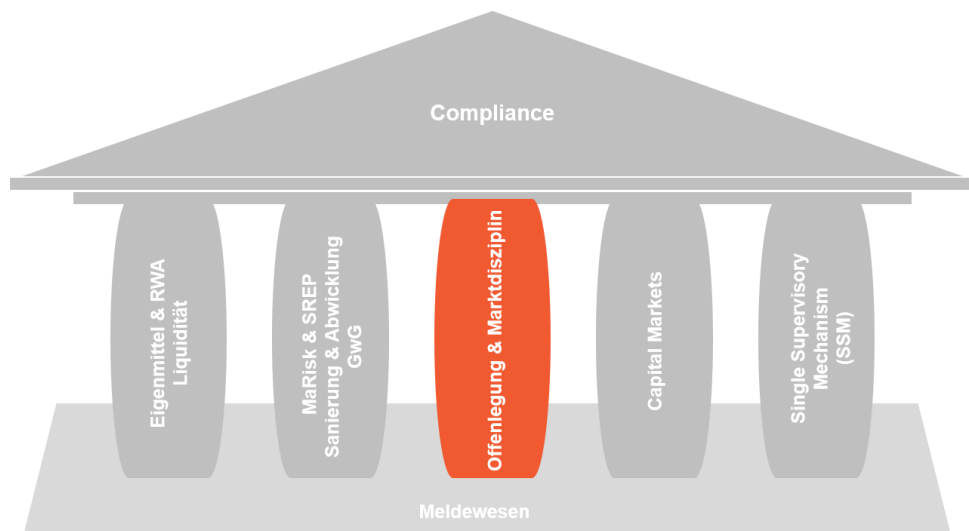 Compliance
Eigenmittel & RWA
Liquidität
MaRisk & SREP
Sanierung & Abwicklung
GwG
Offenlegung & Marktdisziplin
Capital Markets
Single Supervisory
Mechanism
(SSM)
Meldewesen